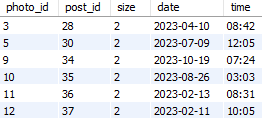 photo_id post_id size date time
3 28 2 2023-04-10 08:42
5 30 2 2023-07-09 12:05
9 34 2 2023-10-19 07:24
10 35 2 2023-08-26 03:03
11 36 2 2023-02-13 08:31
12 37 2 2023-02-11 10:05